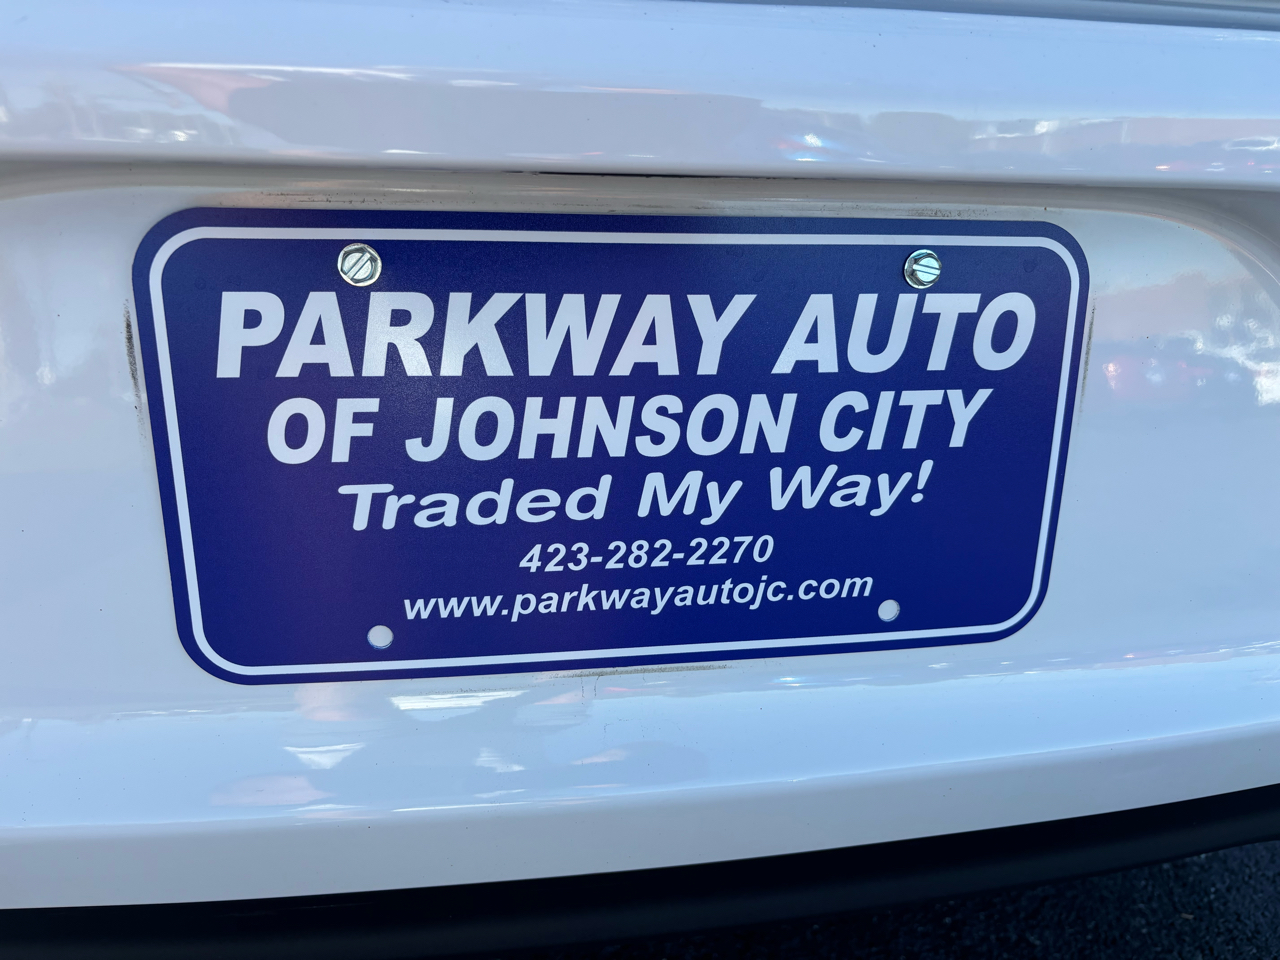 PARKWAY AUTO
OF JOHNSON CITY
Traded My Way!
423-282-2270
www.parkwayautojc.com